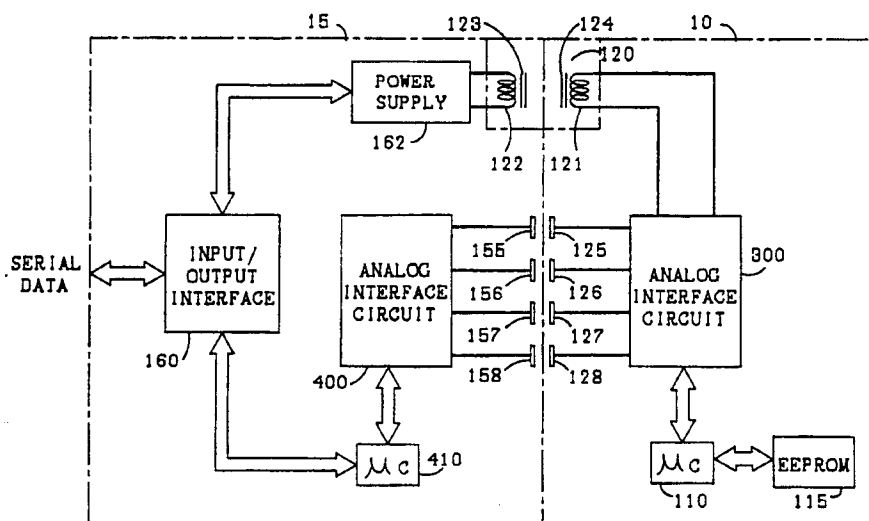 15
123
124
10
120
POWER
SUPPLY
162
122
121
SERIAL
DATA
INPUT/
OUTPUT
INTERFACE
160
ANALOG
INTERFACE
CIRCUIT
400
155
125
156
126
157
127
158
128
ANALOG
INTERFACE
CIRCUIT
300
μc
410
μc
110
EEPROM
115